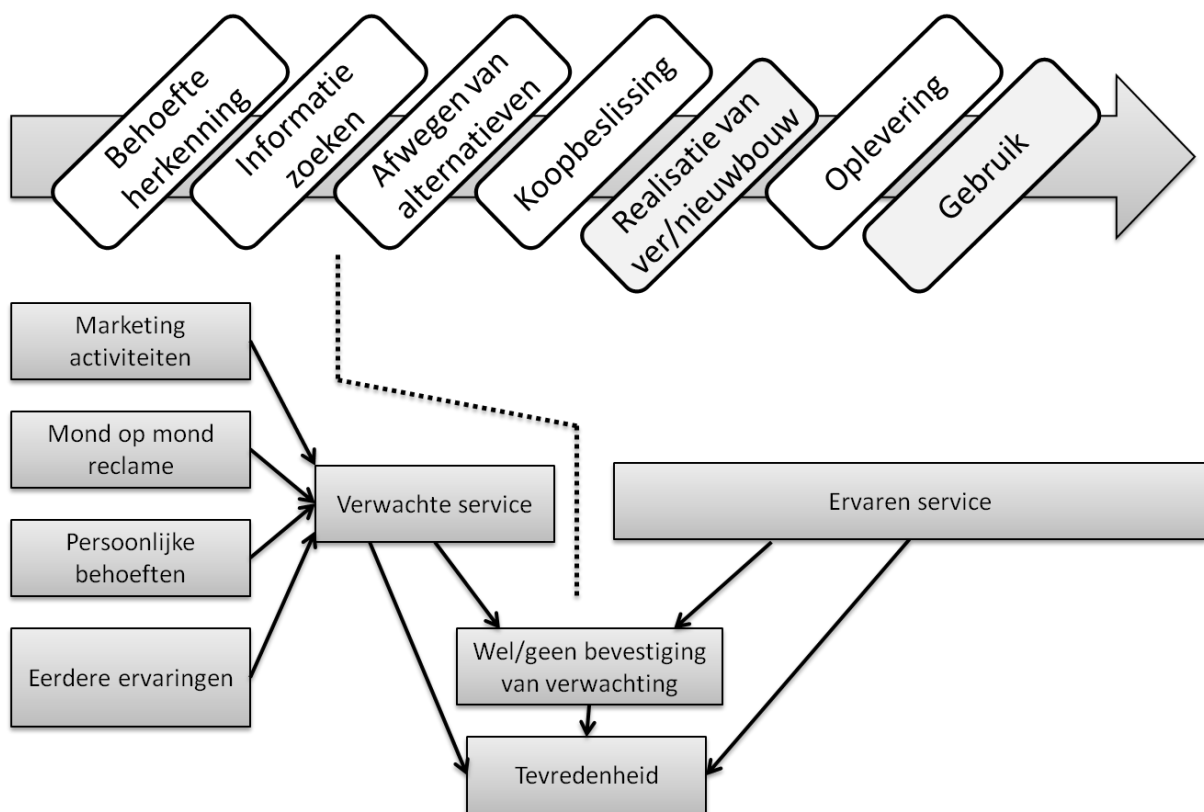 Behoefte
herkenning
Informatie
zoeken
Afwegen van
alternatieven
Koopbeslissing
Realisatie van
ver/nieuwbouw
Oplevering
Gebruik
Marketing
activiteiten
Mond op mond
reclame
Persoonlijke
behoeften
Eerdere ervaringen
Verwachte service
Ervaren service
Wel/geen bevestiging
van verwachting
Tevredenheid